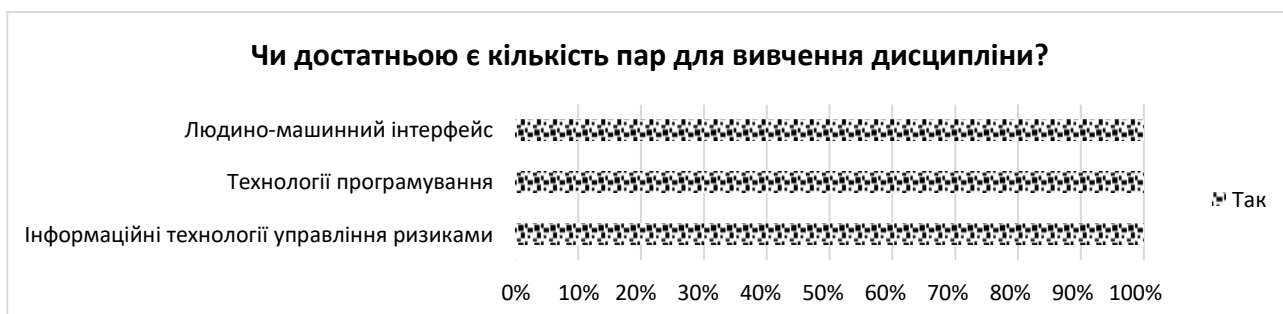 Чи достатньою є кількість пар для вивчення дисципліни?
Людино-машинний інтерфейс
Технології програмування
Інформаційні технології управління ризиками
Так
0% 10% 20% 30% 40% 50% 60% 70% 80% 90% 100%